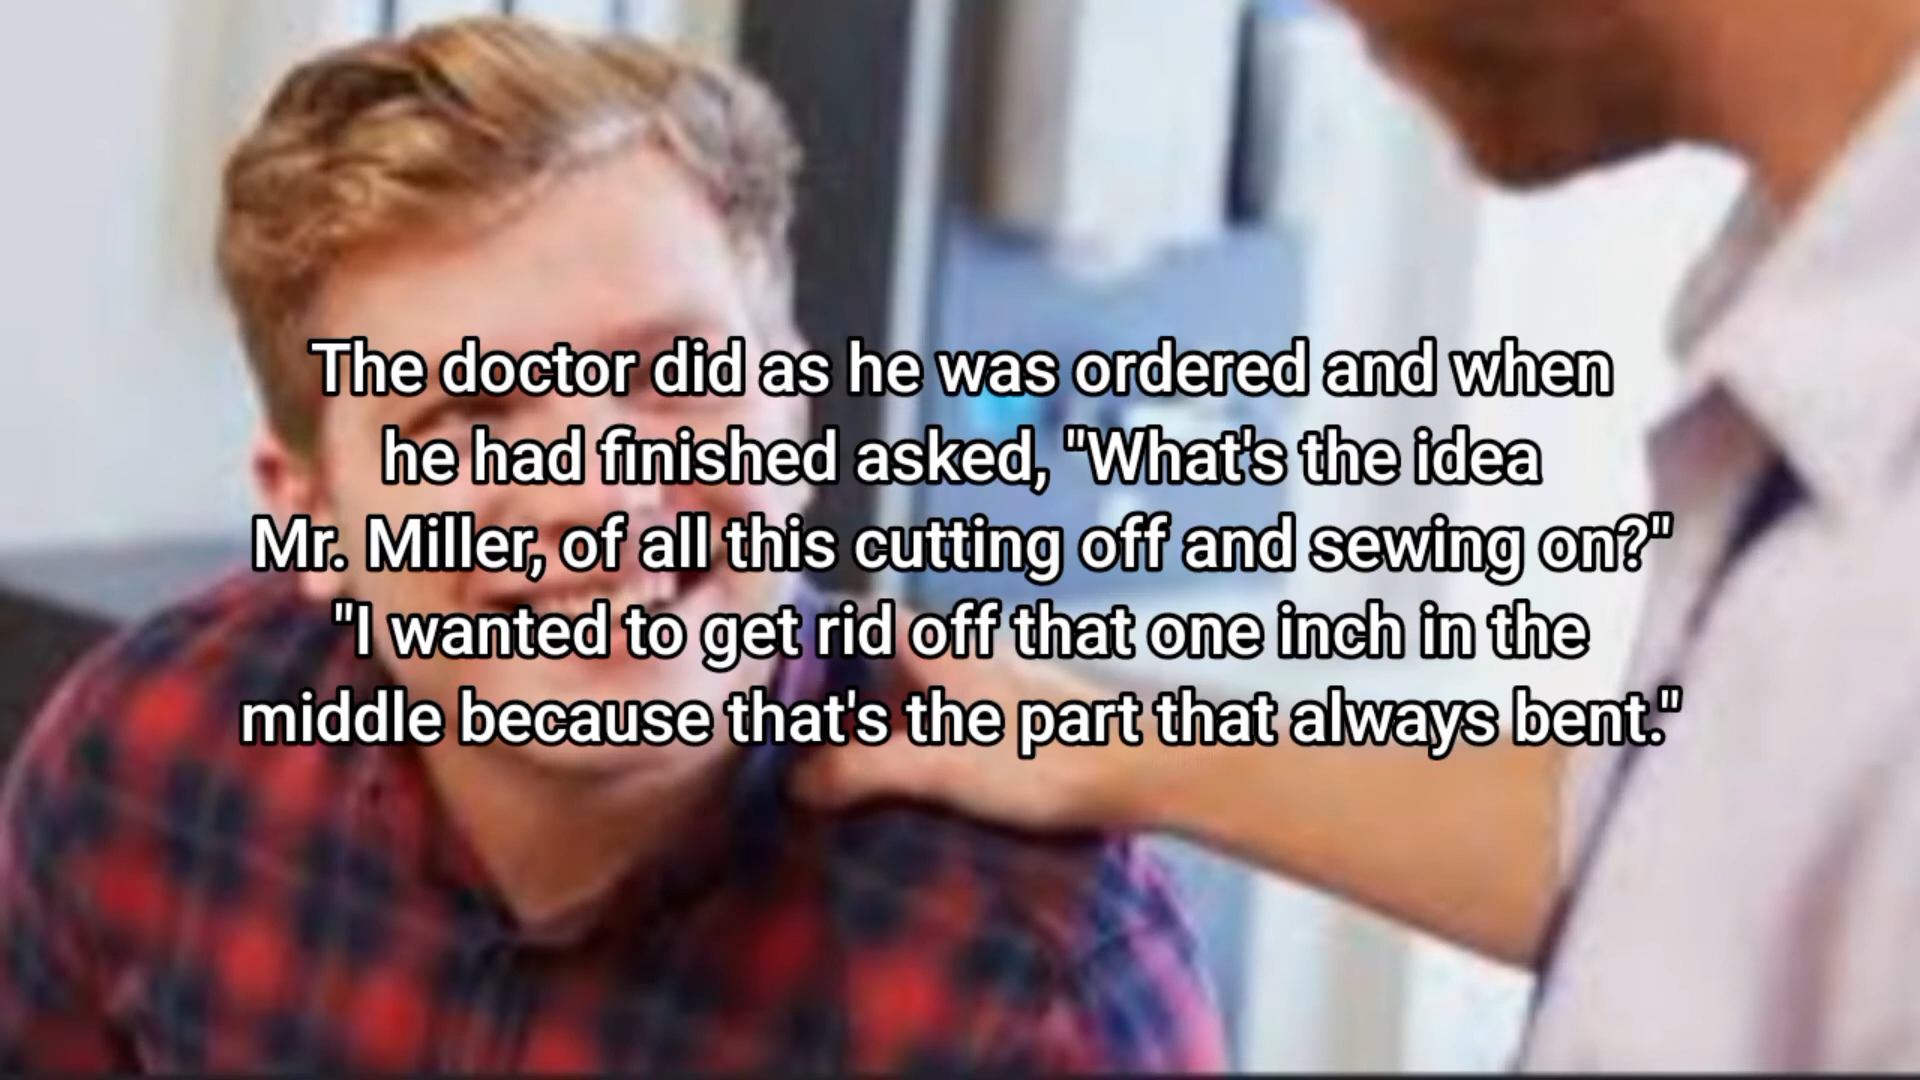 The doctor did as he was ordered and when
he had finished asked, "What's the idea
Mr. Miller, of all this cutting off and sewing on?"
"I wanted to get rid off that one inch in the
middle because that's the part that always bent."